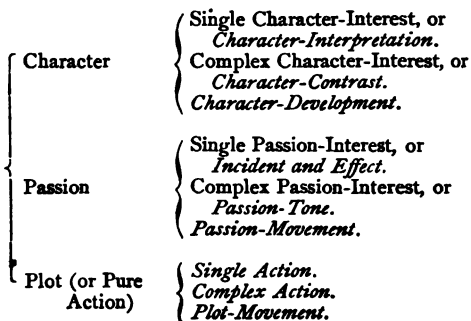 Character
Single Character-Interest, or
Character-Interpretation.
Complex Character-Interest, or
Character-Contrast.
Character-Development.
Passion
Single Passion-Interest, or
Incident and Effect.
Complex Passion-Interest, or
Passion-Tone.
Passion-Movement.
Plot (or Pure
Action)
Single Action.
Complex Action.
Plot-Movement.